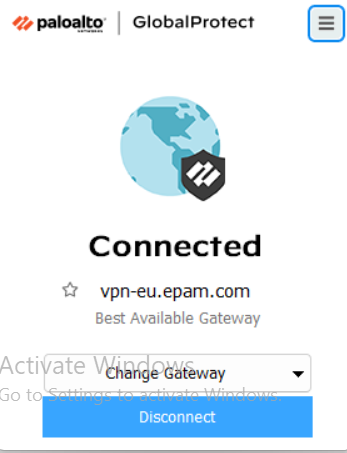 paloalto NETWORKS GlobalProtect
Connected
vpn-eu.epam.com
Best Available Gateway
Activate Windows
Change Gateway
Go to Settings to activate Windows.
Disconnect